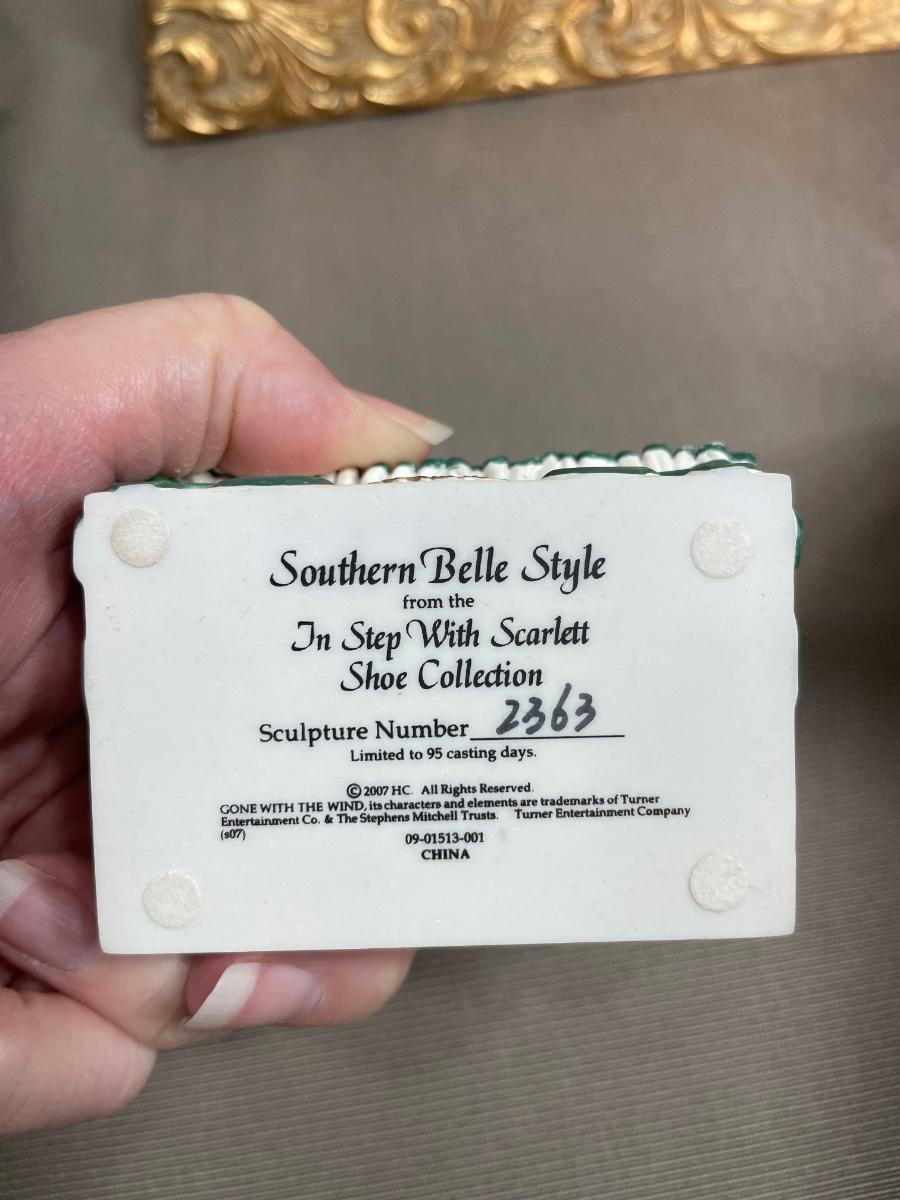 Southern Belle Style
from the
In Step With Scarlett
Shoe Collection
Sculpture Number 2363
Limited to 95 casting days.
© 2007 HC. All Rights Reserved.
GONE WITH THE WIND, its characters and elements are trademarks of Turner
Entertainment Co. & The Stephens Mitchell Trusts. Turner Entertainment Company
(s07)
09-01513-001
CHINA